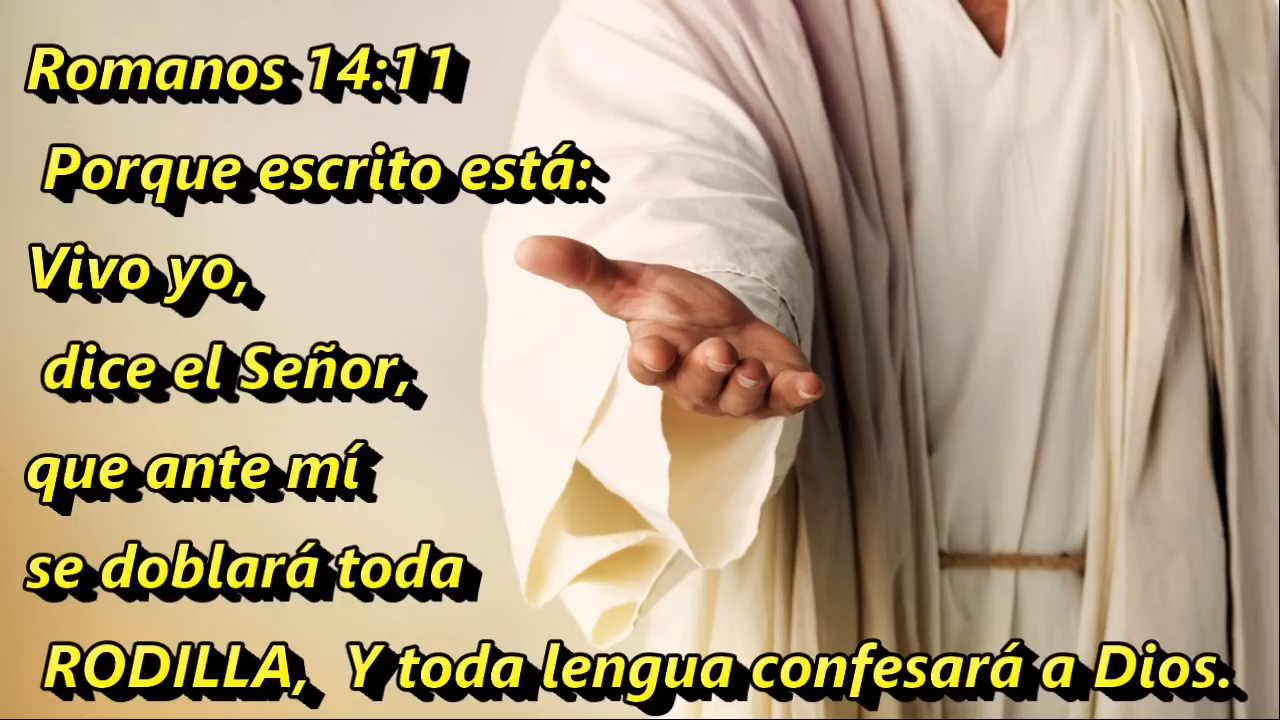 Romanos 14:11
Porque escrito está:
Vivo yo,
dice el Señor,
que ante mí
se doblará toda
RODILLA, Y toda lengua confesará a Dios.